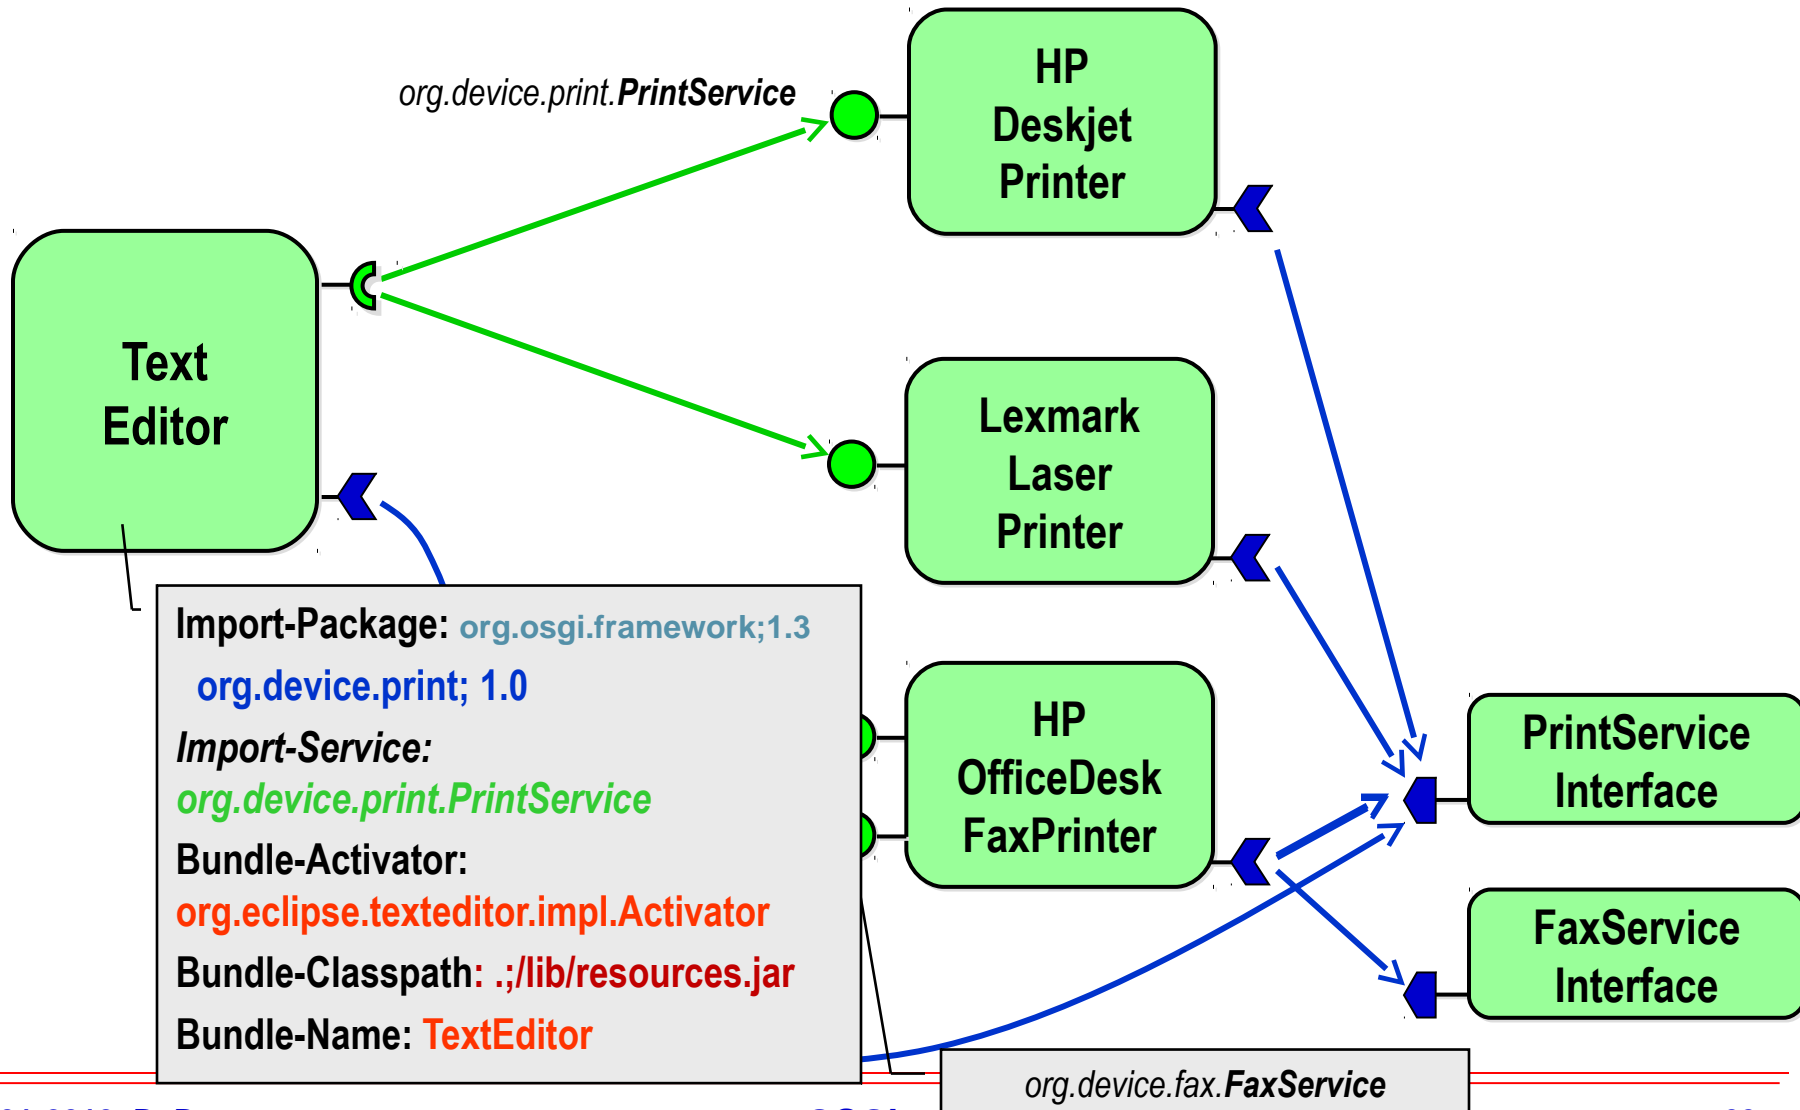 org.device.print.PrintService
HP
Deskjet
Printer
Text
Editor
Lexmark
Laser
Printer
Import-Package: org.osgi.framework;1.3
org.device.print; 1.0
Import-Service:
org.device.print.PrintService
Bundle-Activator:
org.eclipse.texteditor.impl.Activator
Bundle-Classpath: .;/lib/resources.jar
Bundle-Name: TextEditor
HP
OfficeDesk
FaxPrinter
PrintService
Interface
FaxService
Interface
org.device.fax.FaxService